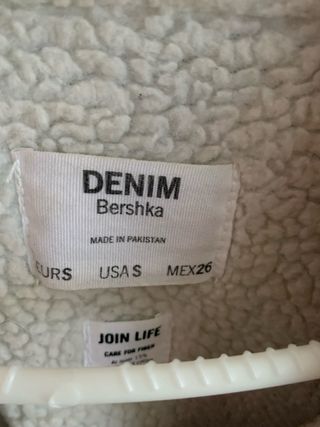 DENIM
Bershka
MADE IN PAKISTAN
EUR S USA S MEX 26
JOIN LIFE
CARE FOR FIBER